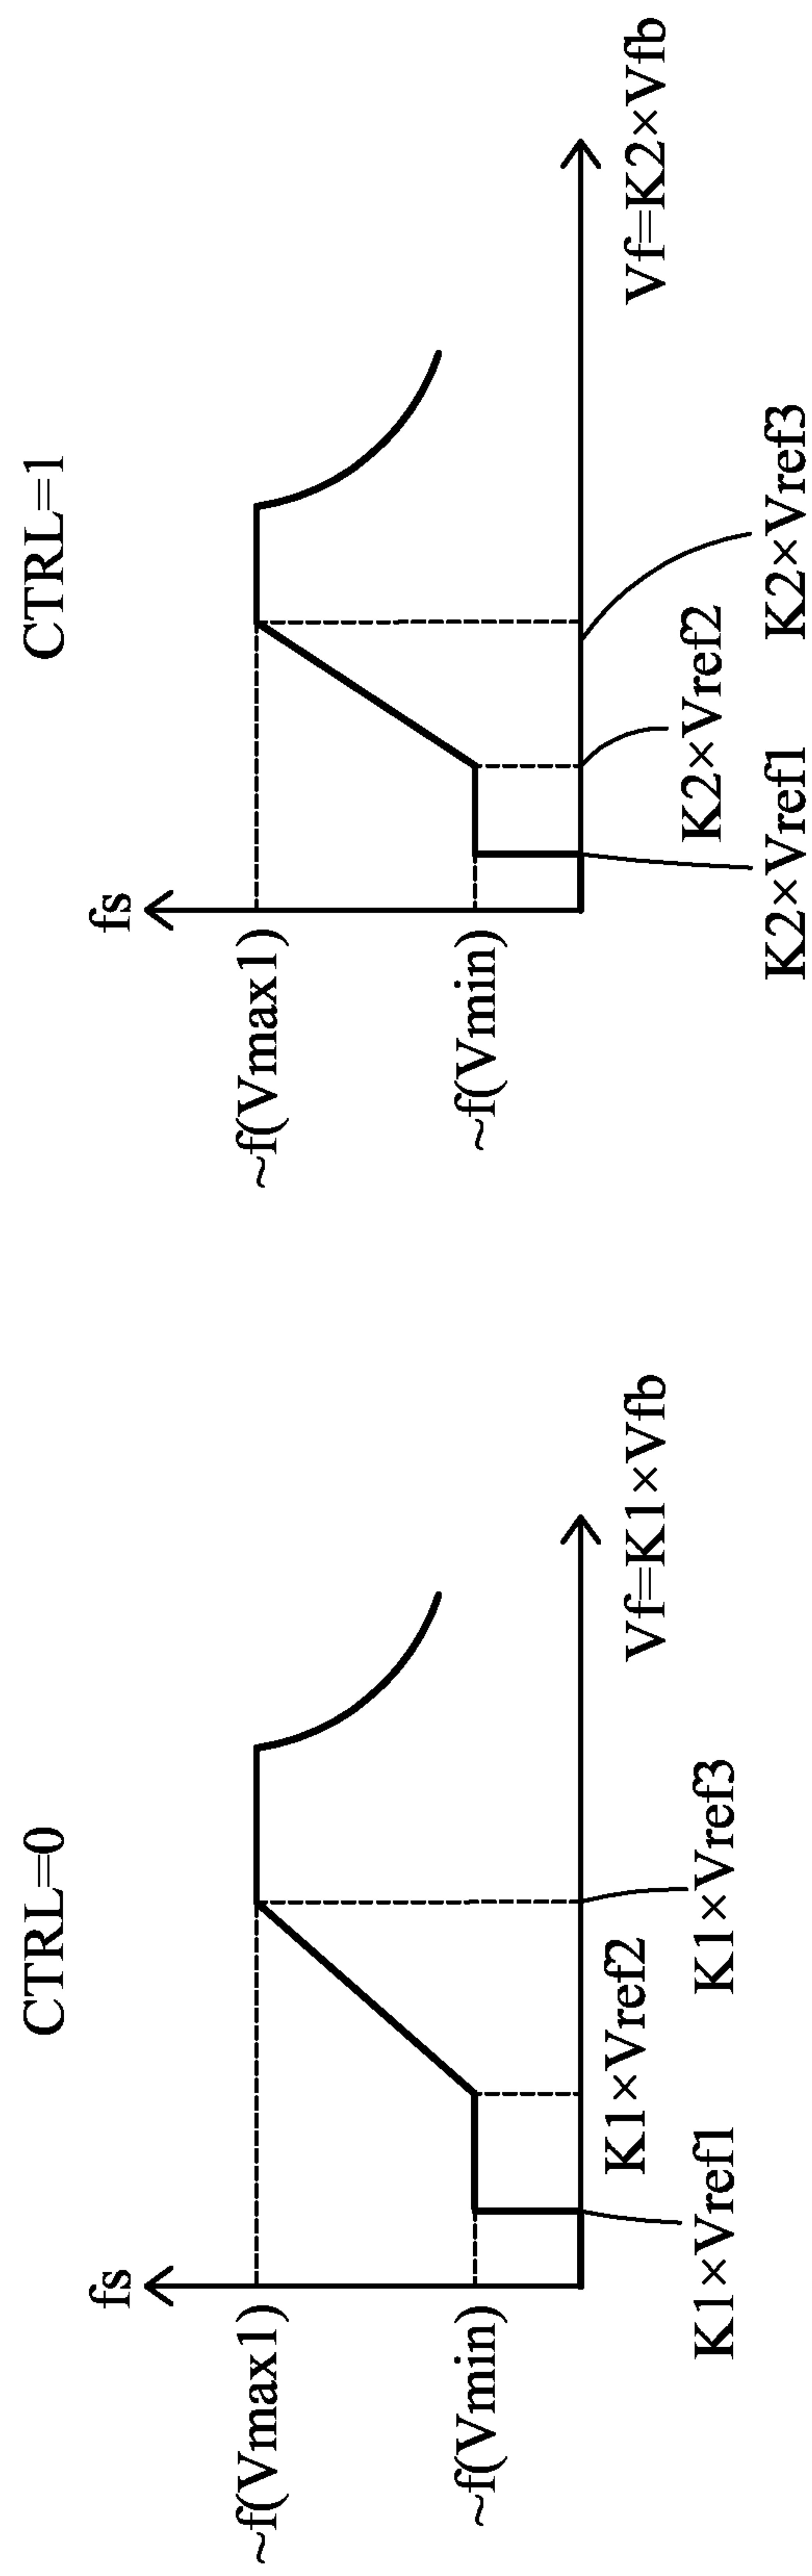 CTRL=0
fs
~f(Vmax1)
~f(Vmin)
K1×Vref1
K1×Vref2
K1×Vref3
Vf=K1×Vfb
CTRL=1
fs
~f(Vmax1)
~f(Vmin)
K2×Vref1
K2×Vref2
K2×Vref3
Vf=K2×Vfb